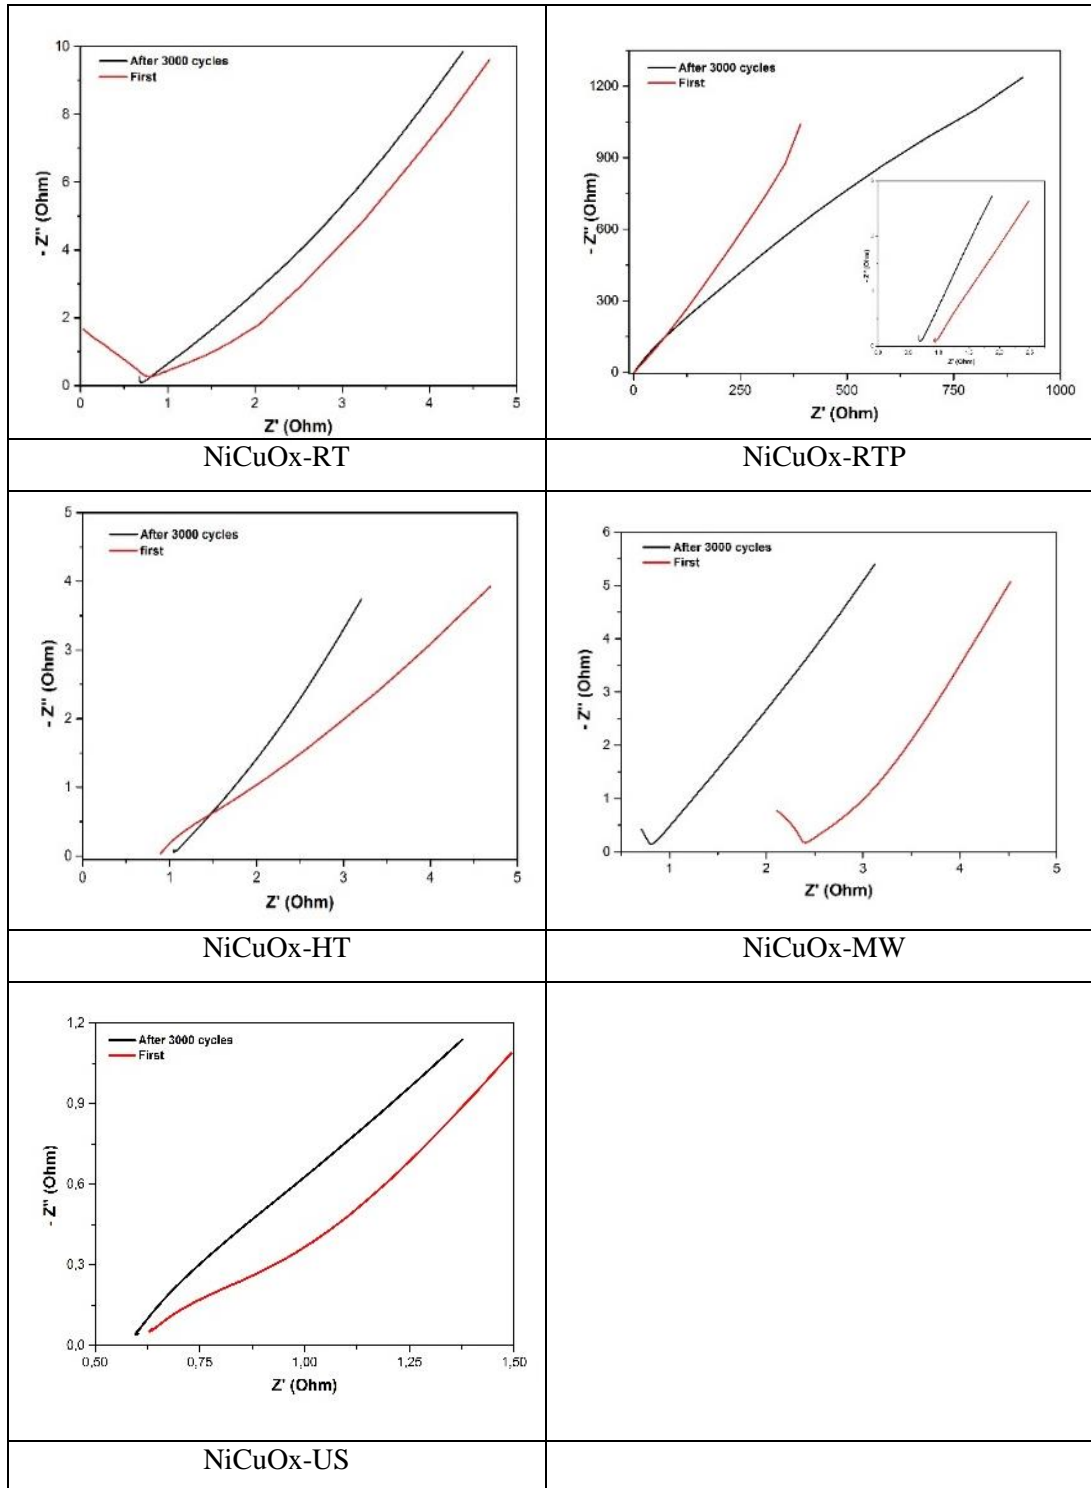 After 3000 cycles
First
10
8
6
4
2
0
- Z'' (Ohm)
0 1 2 3 4 5
Z' (Ohm)
NiCuOx-RT
After 3000 cycles
First
1200
900
600
300
0
- Z'' (Ohm)
- Z'' (Ohm)
Z' (Ohm)
0 250 500 750 1000
Z' (Ohm)
NiCuOx-RTP
After 3000 cycles
first
5
4
3
2
1
0
- Z'' (Ohm)
0 1 2 3 4 5
Z' (Ohm)
NiCuOx-HT
After 3000 cycles
First
6
5
4
3
2
1
0
- Z'' (Ohm)
1 2 3 4 5
Z' (Ohm)
NiCuOx-MW
After 3000 cycles
First
1,2
0,9
0,6
0,3
0,0
- Z'' (Ohm)
0,50 0,75 1,00 1,25 1,50
Z' (Ohm)
NiCuOx-US